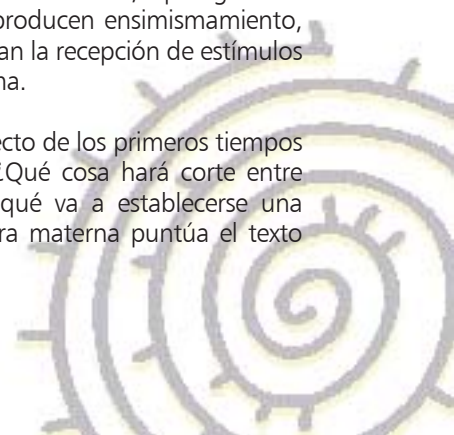 producen ensimismamiento,
an la recepción de estímulos
na.
ecto de los primeros tiempos
¿Qué cosa hará corte entre
qué va a establecerse una
ra materna puntúa el texto